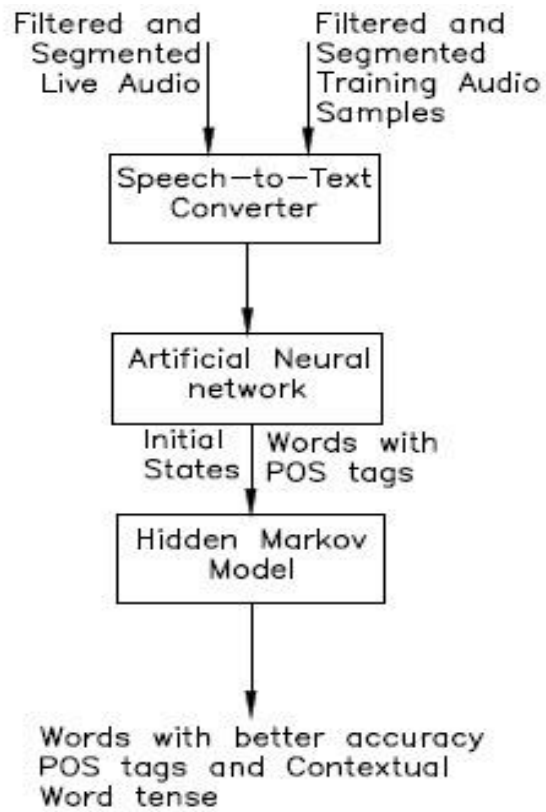 Filtered and
Segmented
Live Audio
Filtered and
Segmented
Training Audio
Samples
Speech-to-Text
Converter
Artificial Neural
network
Initial
States
Words with
POS tags
Hidden Markov
Model
Words with better accuracy
POS tags and Contextual
Word tense